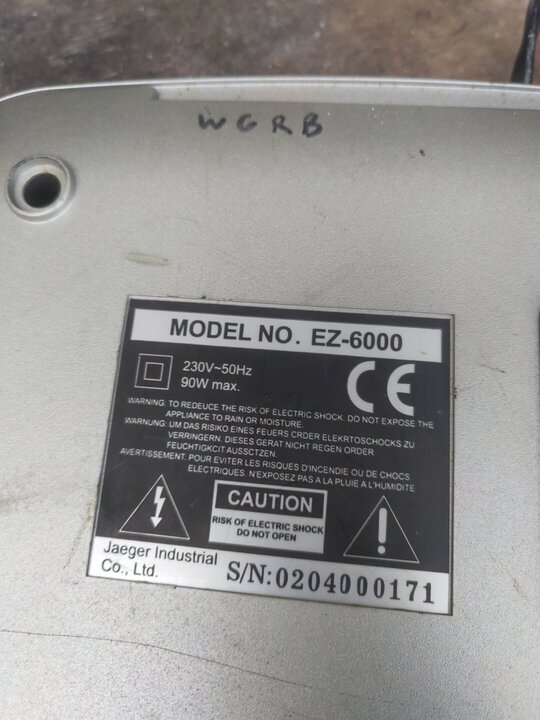 WGRB
MODEL NO. EZ-6000
230V~50Hz
90W max.
CE
WARNING: TO REDEUCE THE RISK OF ELECTRIC SHOCK. DO NOT EXPOSE THE
APPLIANCE TO RAIN OR MOISTURE.
WARNUNG: UM DAS RISIKO EINES FEUERS CRDER ELEKRTOSCHOCKS ZU
VERRINGERN. DIESES GERAT NICHT REGEN ORDER
FEUCHTIGKCIT AUSSCTZEN.
AVERTISSEMENT. POUR EVITER LES RISQUES D'INCENDIE OU DE CHOCS
ELECTRIQUES. N'EXPOSEZ PAS A LA PLUIE A L'HUMIDITE
CAUTION
RISK OF ELECTRIC SHOCK
DO NOT OPEN
Jaeger Industrial
Co., Ltd.
S/N:0204000171